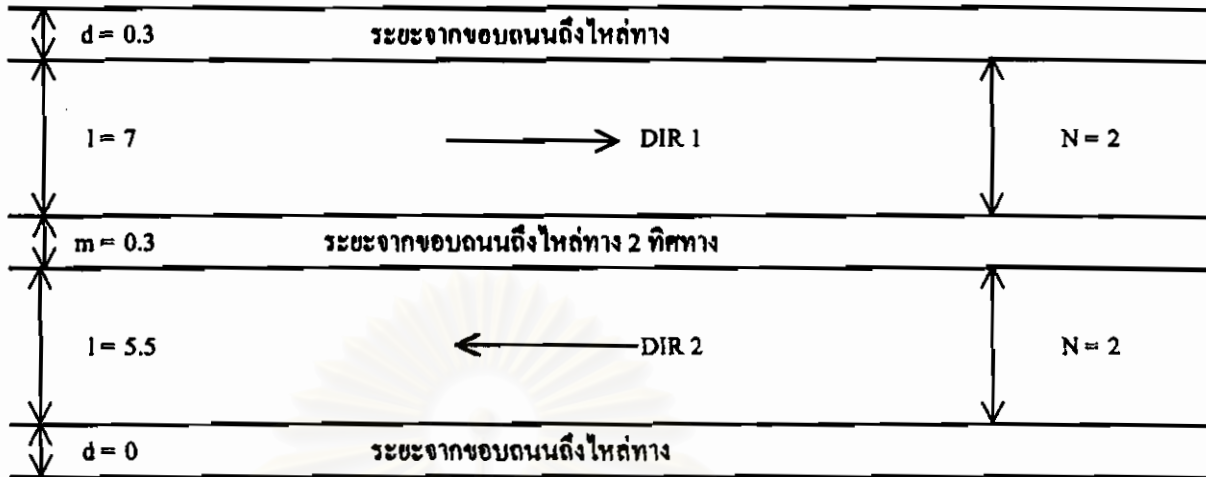 d = 0.3 ระยะจากขอบถนนถึงไหล่ทาง
l = 7 DIR 1 N = 2
m = 0.3 ระยะจากขอบถนนถึงไหล่ทาง 2 ทิศทาง
l = 5.5 DIR 2 N = 2
d = 0 ระยะจากขอบถนนถึงไหล่ทาง